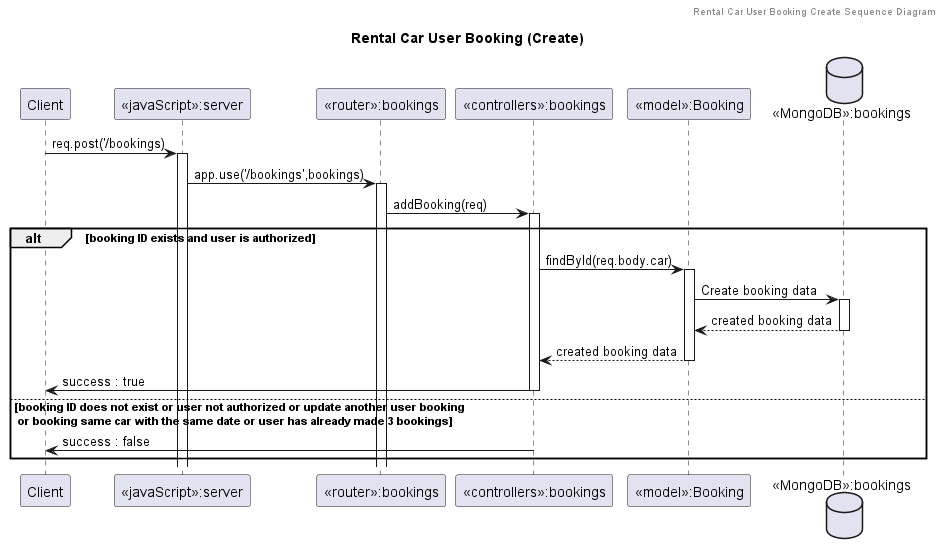 Rental Car User Booking Create Sequence Diagram
Rental Car User Booking (Create)
Client
«javaScript»:server
«router»:bookings
«controllers»:bookings
«model»:Booking
«MongoDB»:bookings
req.post('/bookings)
app.use('/bookings',bookings)
addBooking(req)
alt [booking ID exists and user is authorized]
findById(req.body.car)
Create booking data
created booking data
created booking data
success : true
[booking ID does not exist or user not authorized or update another user booking
or booking same car with the same date or user has already made 3 bookings]
success : false
Client
«javaScript»:server
«router»:bookings
«controllers»:bookings
«model»:Booking
«MongoDB»:bookings